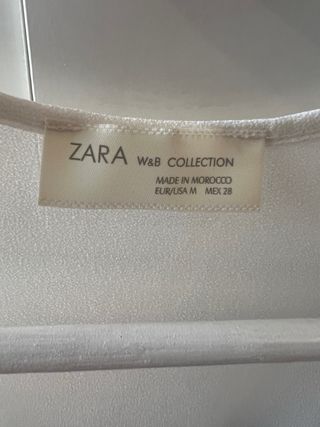 ZARA W&B COLLECTION
MADE IN MOROCCO
EUR/USA M MEX 28